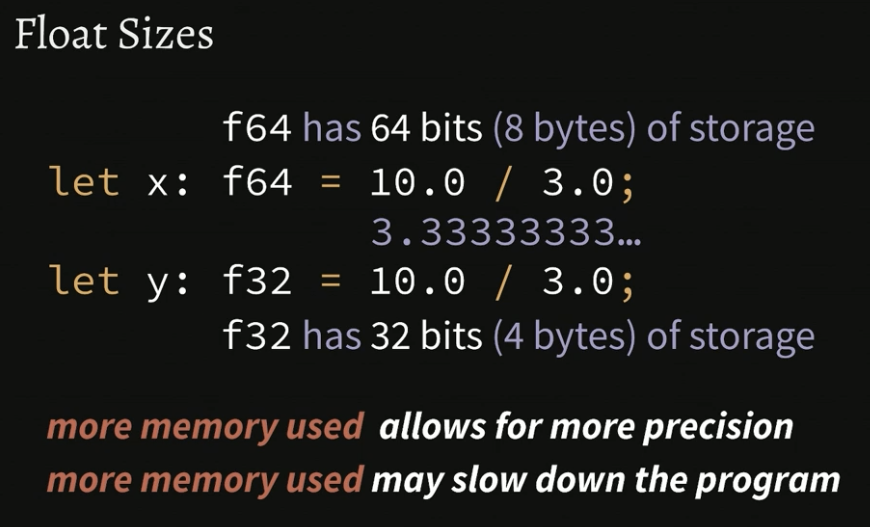 Float Sizes
f64 has 64 bits (8 bytes) of storage
let x: f64 = 10.0 / 3.0;
3.33333333…
let y: f32 = 10.0 / 3.0;
f32 has 32 bits (4 bytes) of storage
more memory used allows for more precision
more memory used may slow down the program